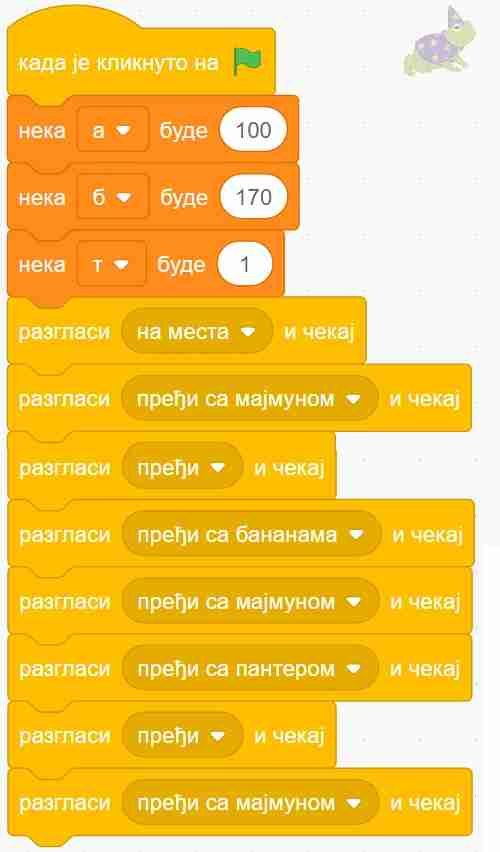 када је кликнуто на
нека а буде 100
нека б буде 170
нека т буде 1
разгласи на места и чекај
разгласи пређи са мајмуном и чекај
разгласи пређи и чекај
разгласи пређи са бананама и чекај
разгласи пређи са мајмуном и чекај
разгласи пређи са пантером и чекај
разгласи пређи и чекај
разгласи пређи са мајмуном и чекај